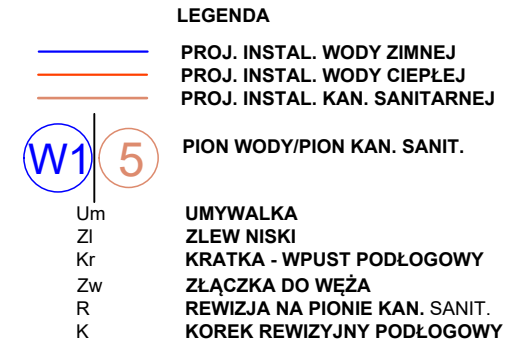 LEGENDA
PROJ. INSTAL. WODY ZIMNEJ
PROJ. INSTAL. WODY CIEPŁEJ
PROJ. INSTAL. KAN. SANITARNEJ
W1 5 PION WODY/PION KAN. SANIT.
Um UMYWALKA
Zl ZLEW NISKI
Kr KRATKA - WPUST PODŁOGOWY
Zw ZŁĄCZKA DO WĘŻA
R REWIZJA NA PIONIE KAN. SANIT.
K KOREK REWIZYJNY PODŁOGOWY